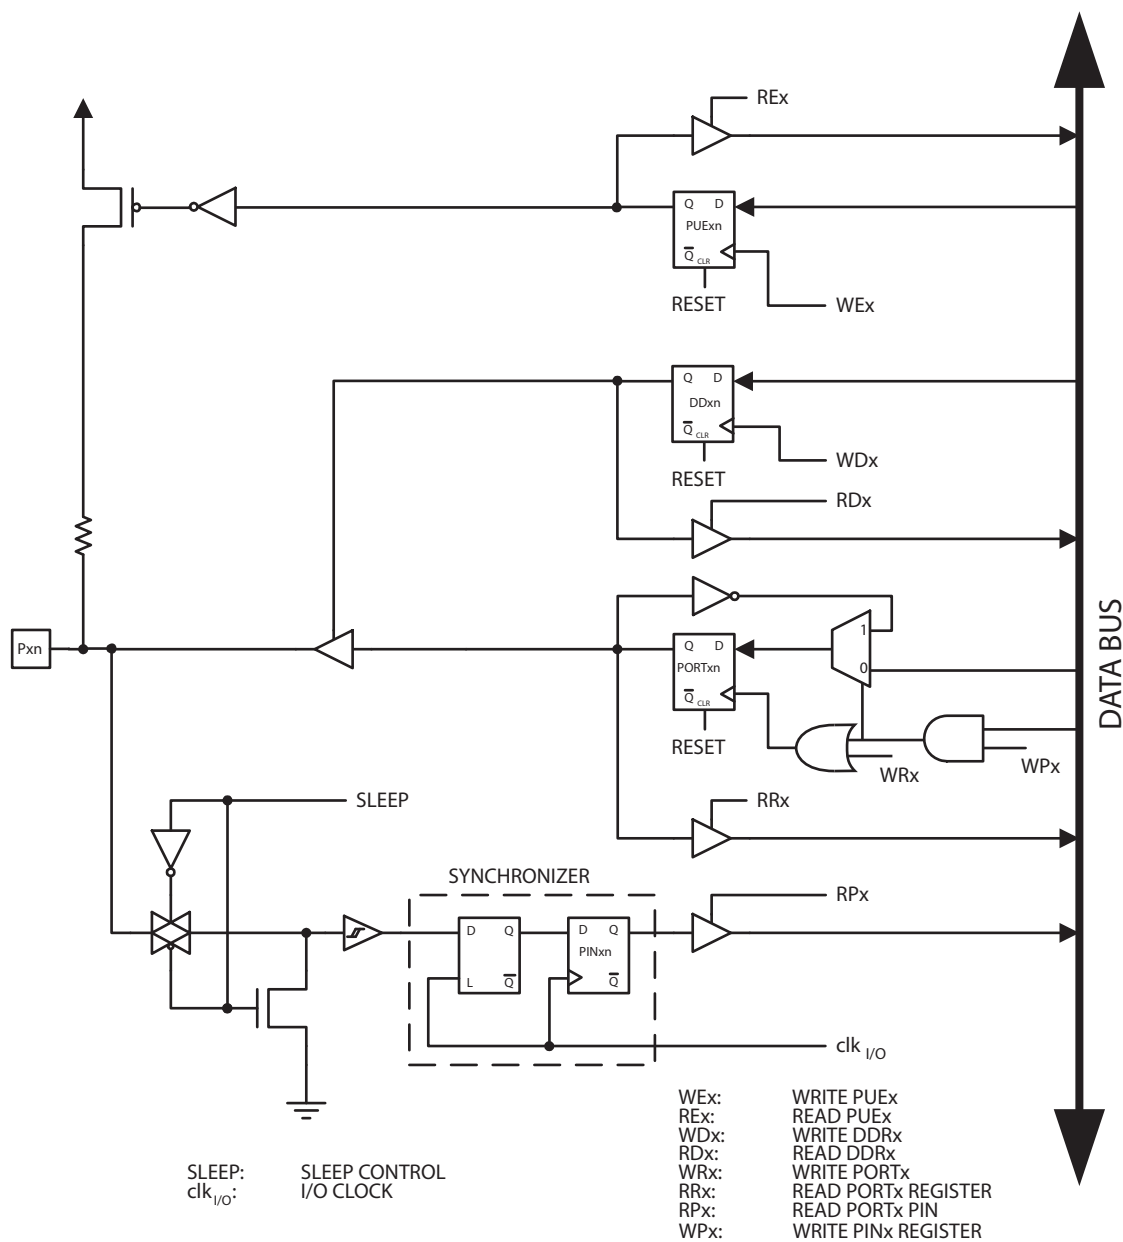 REx
Q D
PUExn
Q CLR
RESET
WEx
Q D
DDxn
Q CLR
WDx
RESET
RDx
1
Pxn
Q D
PORTxn
0
Q CLR
RESET
WRx
WPx
DATA BUS
SLEEP
RRx
SYNCHRONIZER
RPx
D Q
D Q
PINxn
L Q
Q
clk I/O
WEx: WRITE PUEx
REx: READ PUEx
WDx: WRITE DDRx
RDx: READ DDRx
WRx: WRITE PORTx
RRx: READ PORTx REGISTER
RPx: READ PORTx PIN
WPx: WRITE PINx REGISTER
SLEEP: SLEEP CONTROL
clk I/O: I/O CLOCK